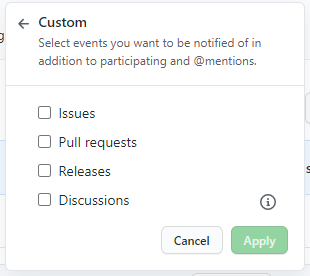 Custom
Select events you want to be notified of in
addition to participating and @mentions.
Issues
Pull requests
Releases
Discussions
Cancel
Apply